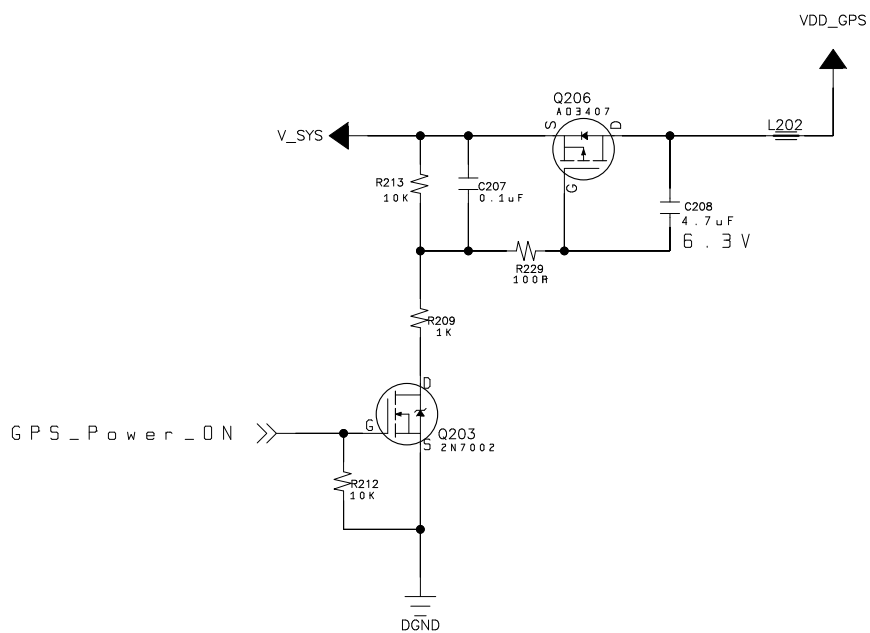 VDD_GPS
Q206
AO3407
S
D
G
V_SYS
L202
R213
10K
C207
0.1uF
C208
4.7uF
6.3V
R229
100R
R209
1K
D
G
S
Q203
2N7002
GPS_Power_ON
R212
10K
DGND